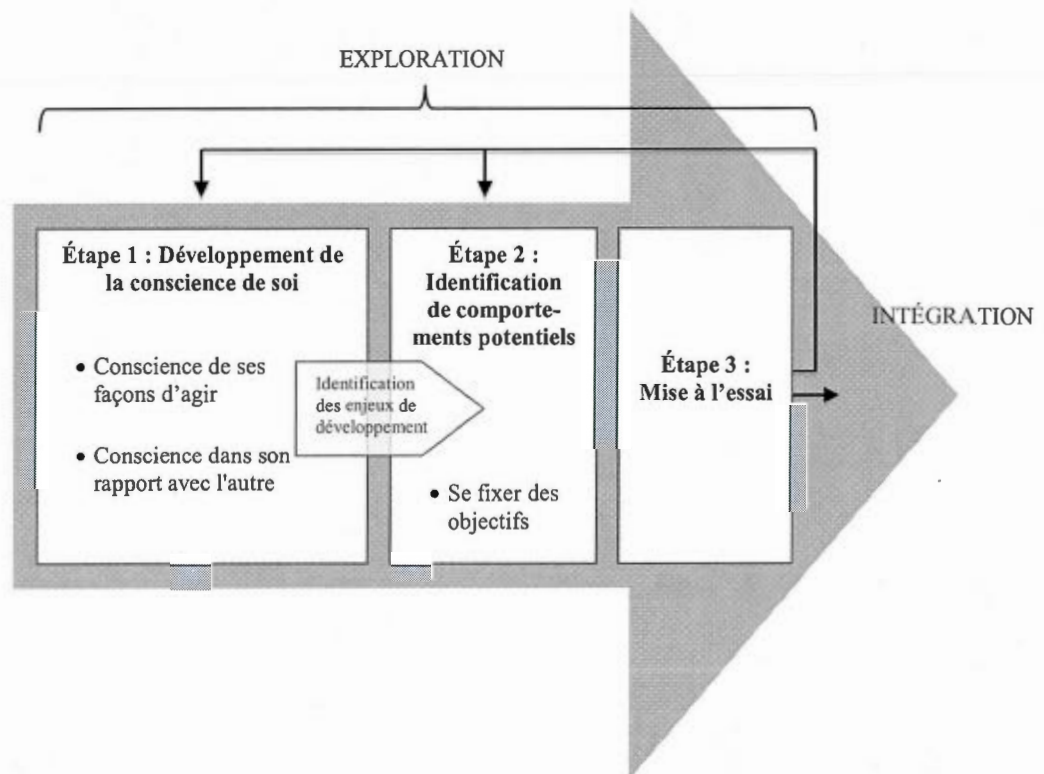 EXPLORATION
Étape 1 : Développement de
la conscience de soi
• Conscience de ses
façons d'agir
• Conscience dans son
rapport avec l'autre
Identification
des enjeux de
développement
Étape 2 :
Identification
de comporte-
ments potentiels
• Se fixer des
objectifs
Étape 3 :
Mise à l'essai
INTÉGRATION